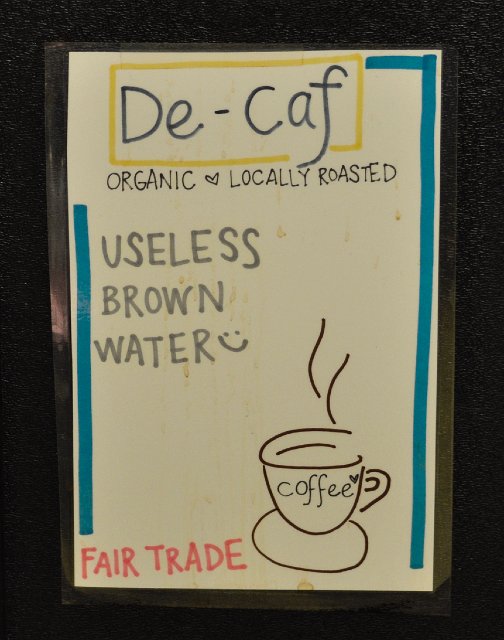 De-Caf
ORGANIC ♡ LOCALLY ROASTED
USELESS
BROWN
WATER :)
coffee
FAIR TRADE